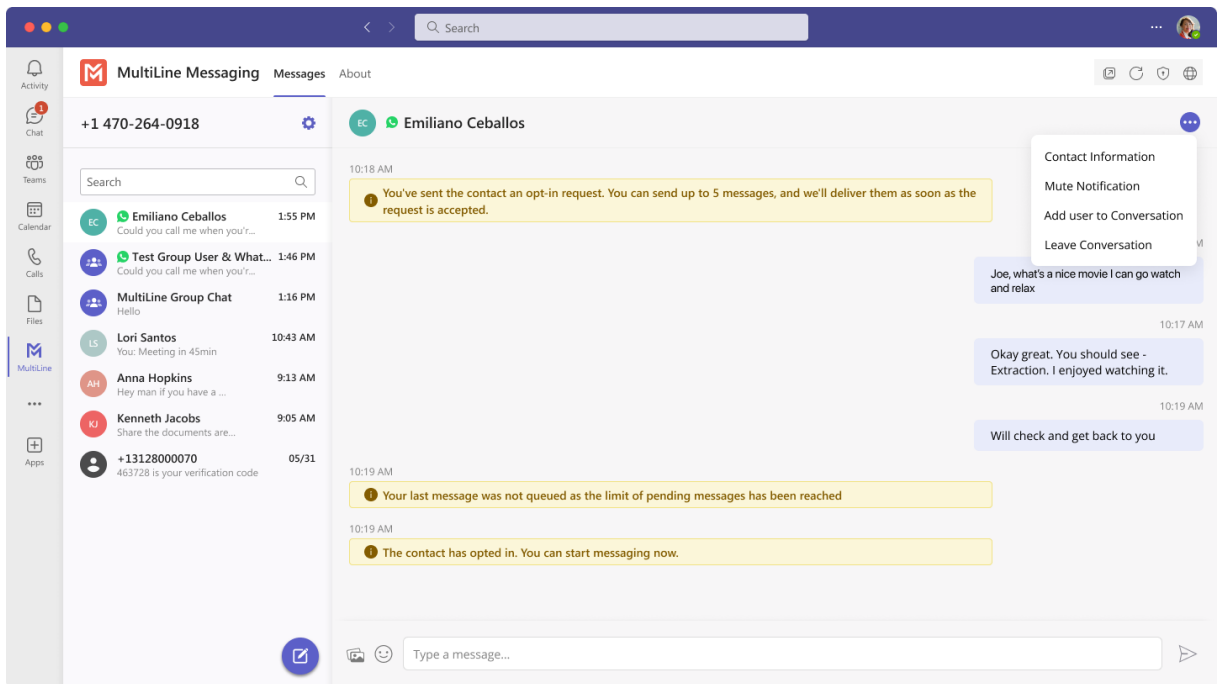 Search
Activity
1
Chat
Teams
Calendar
Calls
Files
MultiLine
Apps
MultiLine Messaging
Messages
About
+1 470-264-0918
Search
EC
Emiliano Ceballos
1:55 PM
Could you call me when you'r...
Test Group User & What...
1:46 PM
Could you call me when you'r...
MultiLine Group Chat
1:16 PM
Hello
LS
Lori Santos
10:43 AM
You: Meeting in 45min
AH
Anna Hopkins
9:13 AM
Hey man if you have a ...
KJ
Kenneth Jacobs
9:05 AM
Share the documents are...
+13128000070
05/31
463728 is your verification code
EC
Emiliano Ceballos
Contact Information
Mute Notification
Add user to Conversation
Leave Conversation
10:18 AM
You've sent the contact an opt-in request. You can send up to 5 messages, and we'll deliver them as soon as the
request is accepted.
M
Joe, what's a nice movie I can go watch
and relax
10:17 AM
Okay great. You should see -
Extraction. I enjoyed watching it.
10:19 AM
Will check and get back to you
10:19 AM
Your last message was not queued as the limit of pending messages has been reached
10:19 AM
The contact has opted in. You can start messaging now.
Type a message...